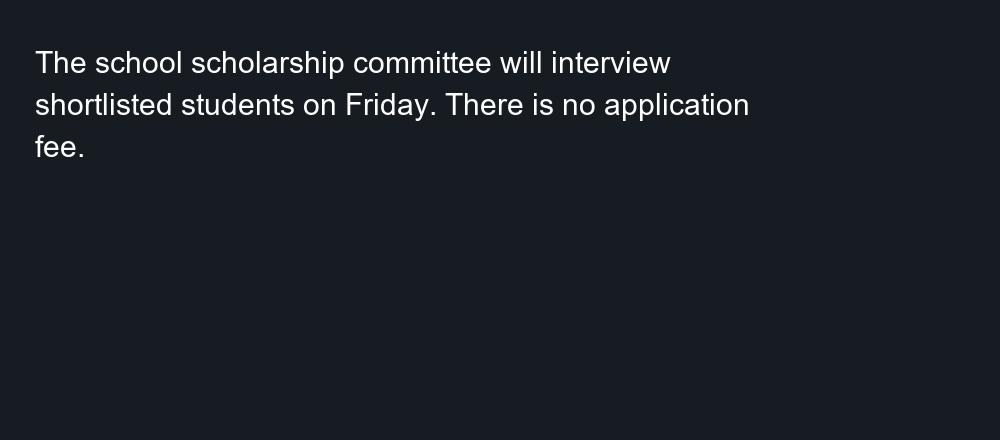 The school scholarship committee will interview
shortlisted students on Friday. There is no application
fee.